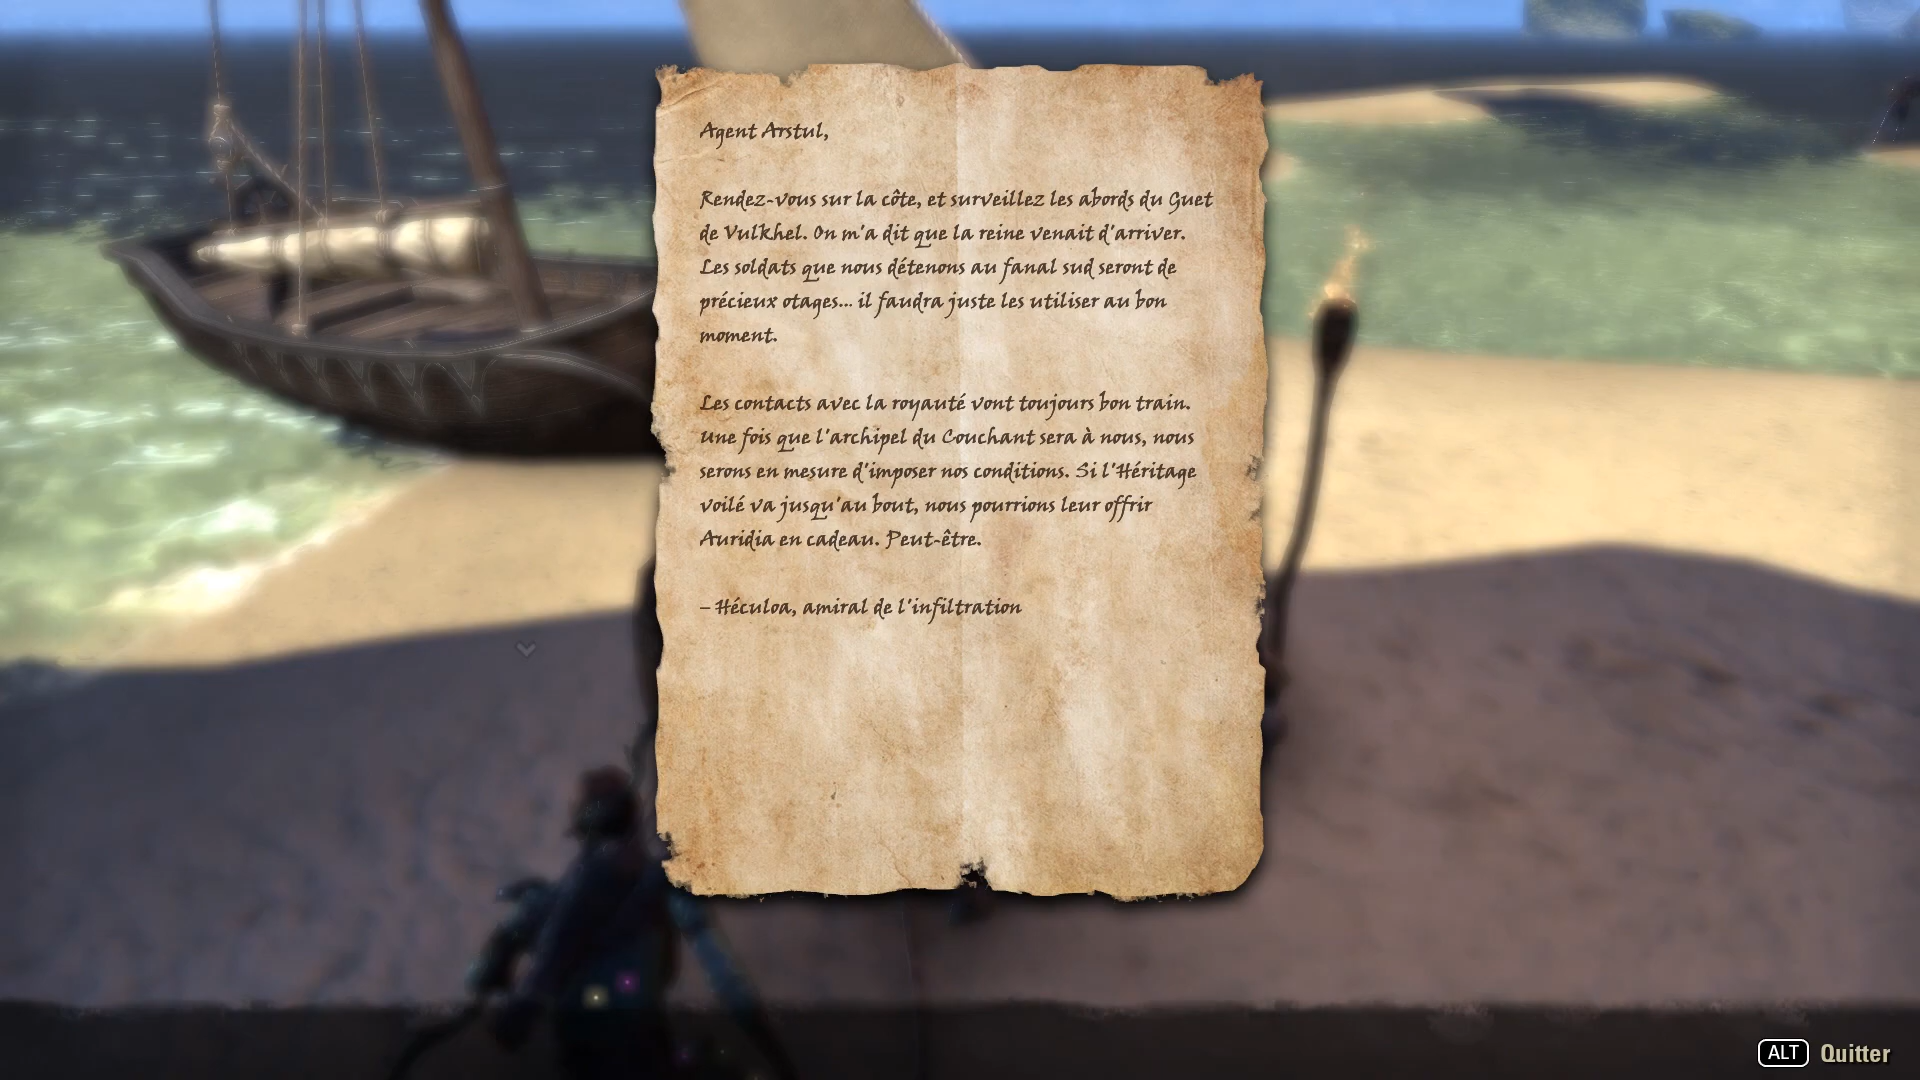 Agent Arstul,
Rendez-vous sur la côte, et surveillez les abords du Guet
de Vulkhel. On m'a dit que la reine venait d'arriver.
Les soldats que nous détenons au fanal sud seront de
précieux otages... il faudra juste les utiliser au bon
moment.
Les contacts avec la royauté vont toujours bon train.
Une fois que l'archipel du Couchant sera à nous, nous
serons en mesure d'imposer nos conditions. Si l'Héritage
voilé va jusqu'au bout, nous pourrions leur offrir
Auridia en cadeau. Peut-être.
– Héculoa, amiral de l'infiltration
ALT Quitter